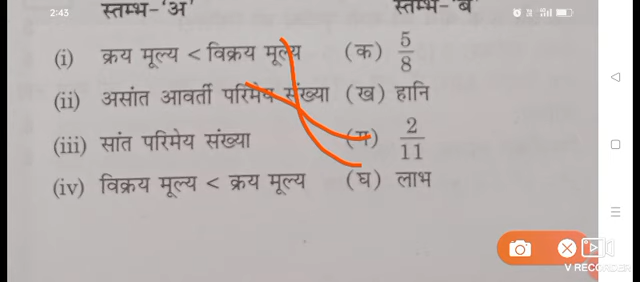 2:43
स्तम्भ-'अ' स्तम्भ-'ब'
(i) क्रय मूल्य < विक्रय मूल्य (क) 5/8
(ii) असांत आवर्ती परिमेय संख्या (ख) हानि
(iii) सांत परिमेय संख्या (ग) 2/11
(iv) विक्रय मूल्य < क्रय मूल्य (घ) लाभ
V RECORDER